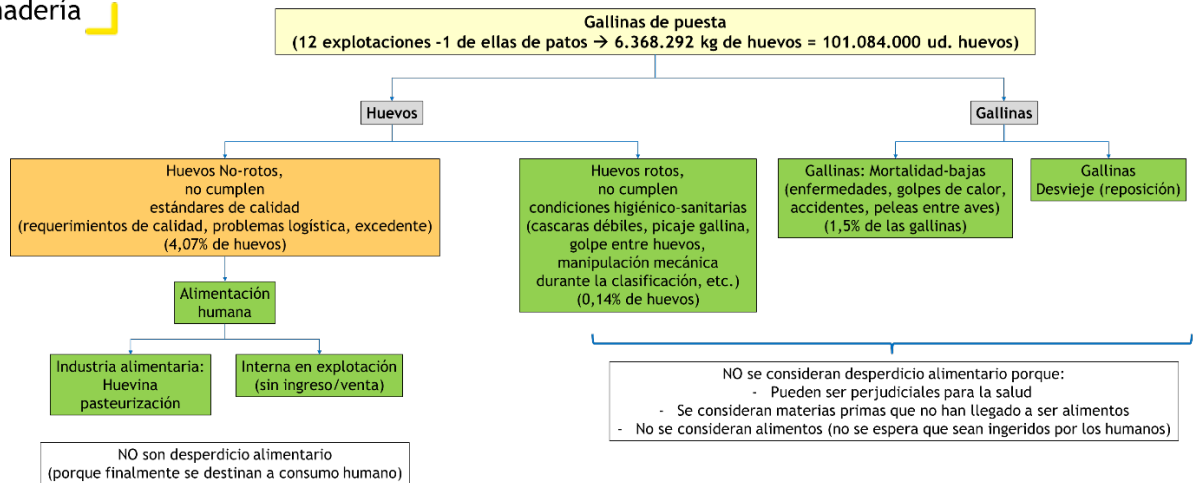 Gallinas de puesta
(12 explotaciones -1 de ellas de patos → 6.368.292 kg de huevos = 101.084.000 ud. huevos)
Huevos
Gallinas
Huevos No-rotos,
no cumplen
estándares de calidad
(requerimientos de calidad, problemas logística, excedente)
(4,07% de huevos)
Huevos rotos,
no cumplen
condiciones higiénico-sanitarias
(cascaras débiles, picaje gallina,
golpe entre huevos,
manipulación mecánica
durante la clasificación, etc.)
(0,14% de huevos)
Gallinas: Mortalidad-bajas
(enfermedades, golpes de calor,
accidentes, peleas entre aves)
(1,5% de las gallinas)
Gallinas
Desvieje (reposición)
Alimentación
humana
Industria alimentaria:
Huevina
pasteurización
Interna en explotación
(sin ingreso/venta)
NO se consideran desperdicio alimentario porque:
- Pueden ser perjudiciales para la salud
- Se consideran materias primas que no han llegado a ser alimentos
- No se consideran alimentos (no se espera que sean ingeridos por los humanos)
NO son desperdicio alimentario
(porque finalmente se destinan a consumo humano)